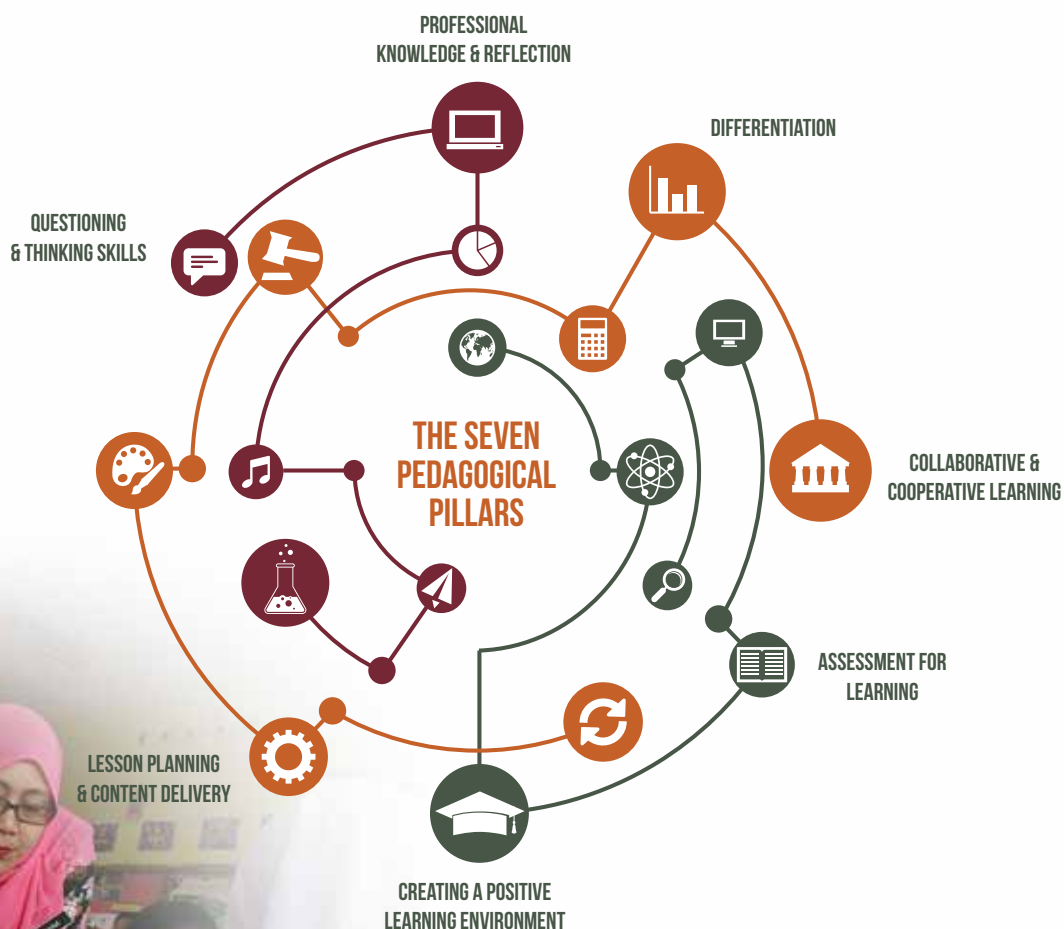 PROFESSIONAL
KNOWLEDGE & REFLECTION
DIFFERENTIATION
QUESTIONING
& THINKING SKILLS
THE SEVEN
PEDAGOGICAL
PILLARS
COLLABORATIVE &
COOPERATIVE LEARNING
ASSESSMENT FOR
LEARNING
LESSON PLANNING
& CONTENT DELIVERY
CREATING A POSITIVE
LEARNING ENVIRONMENT